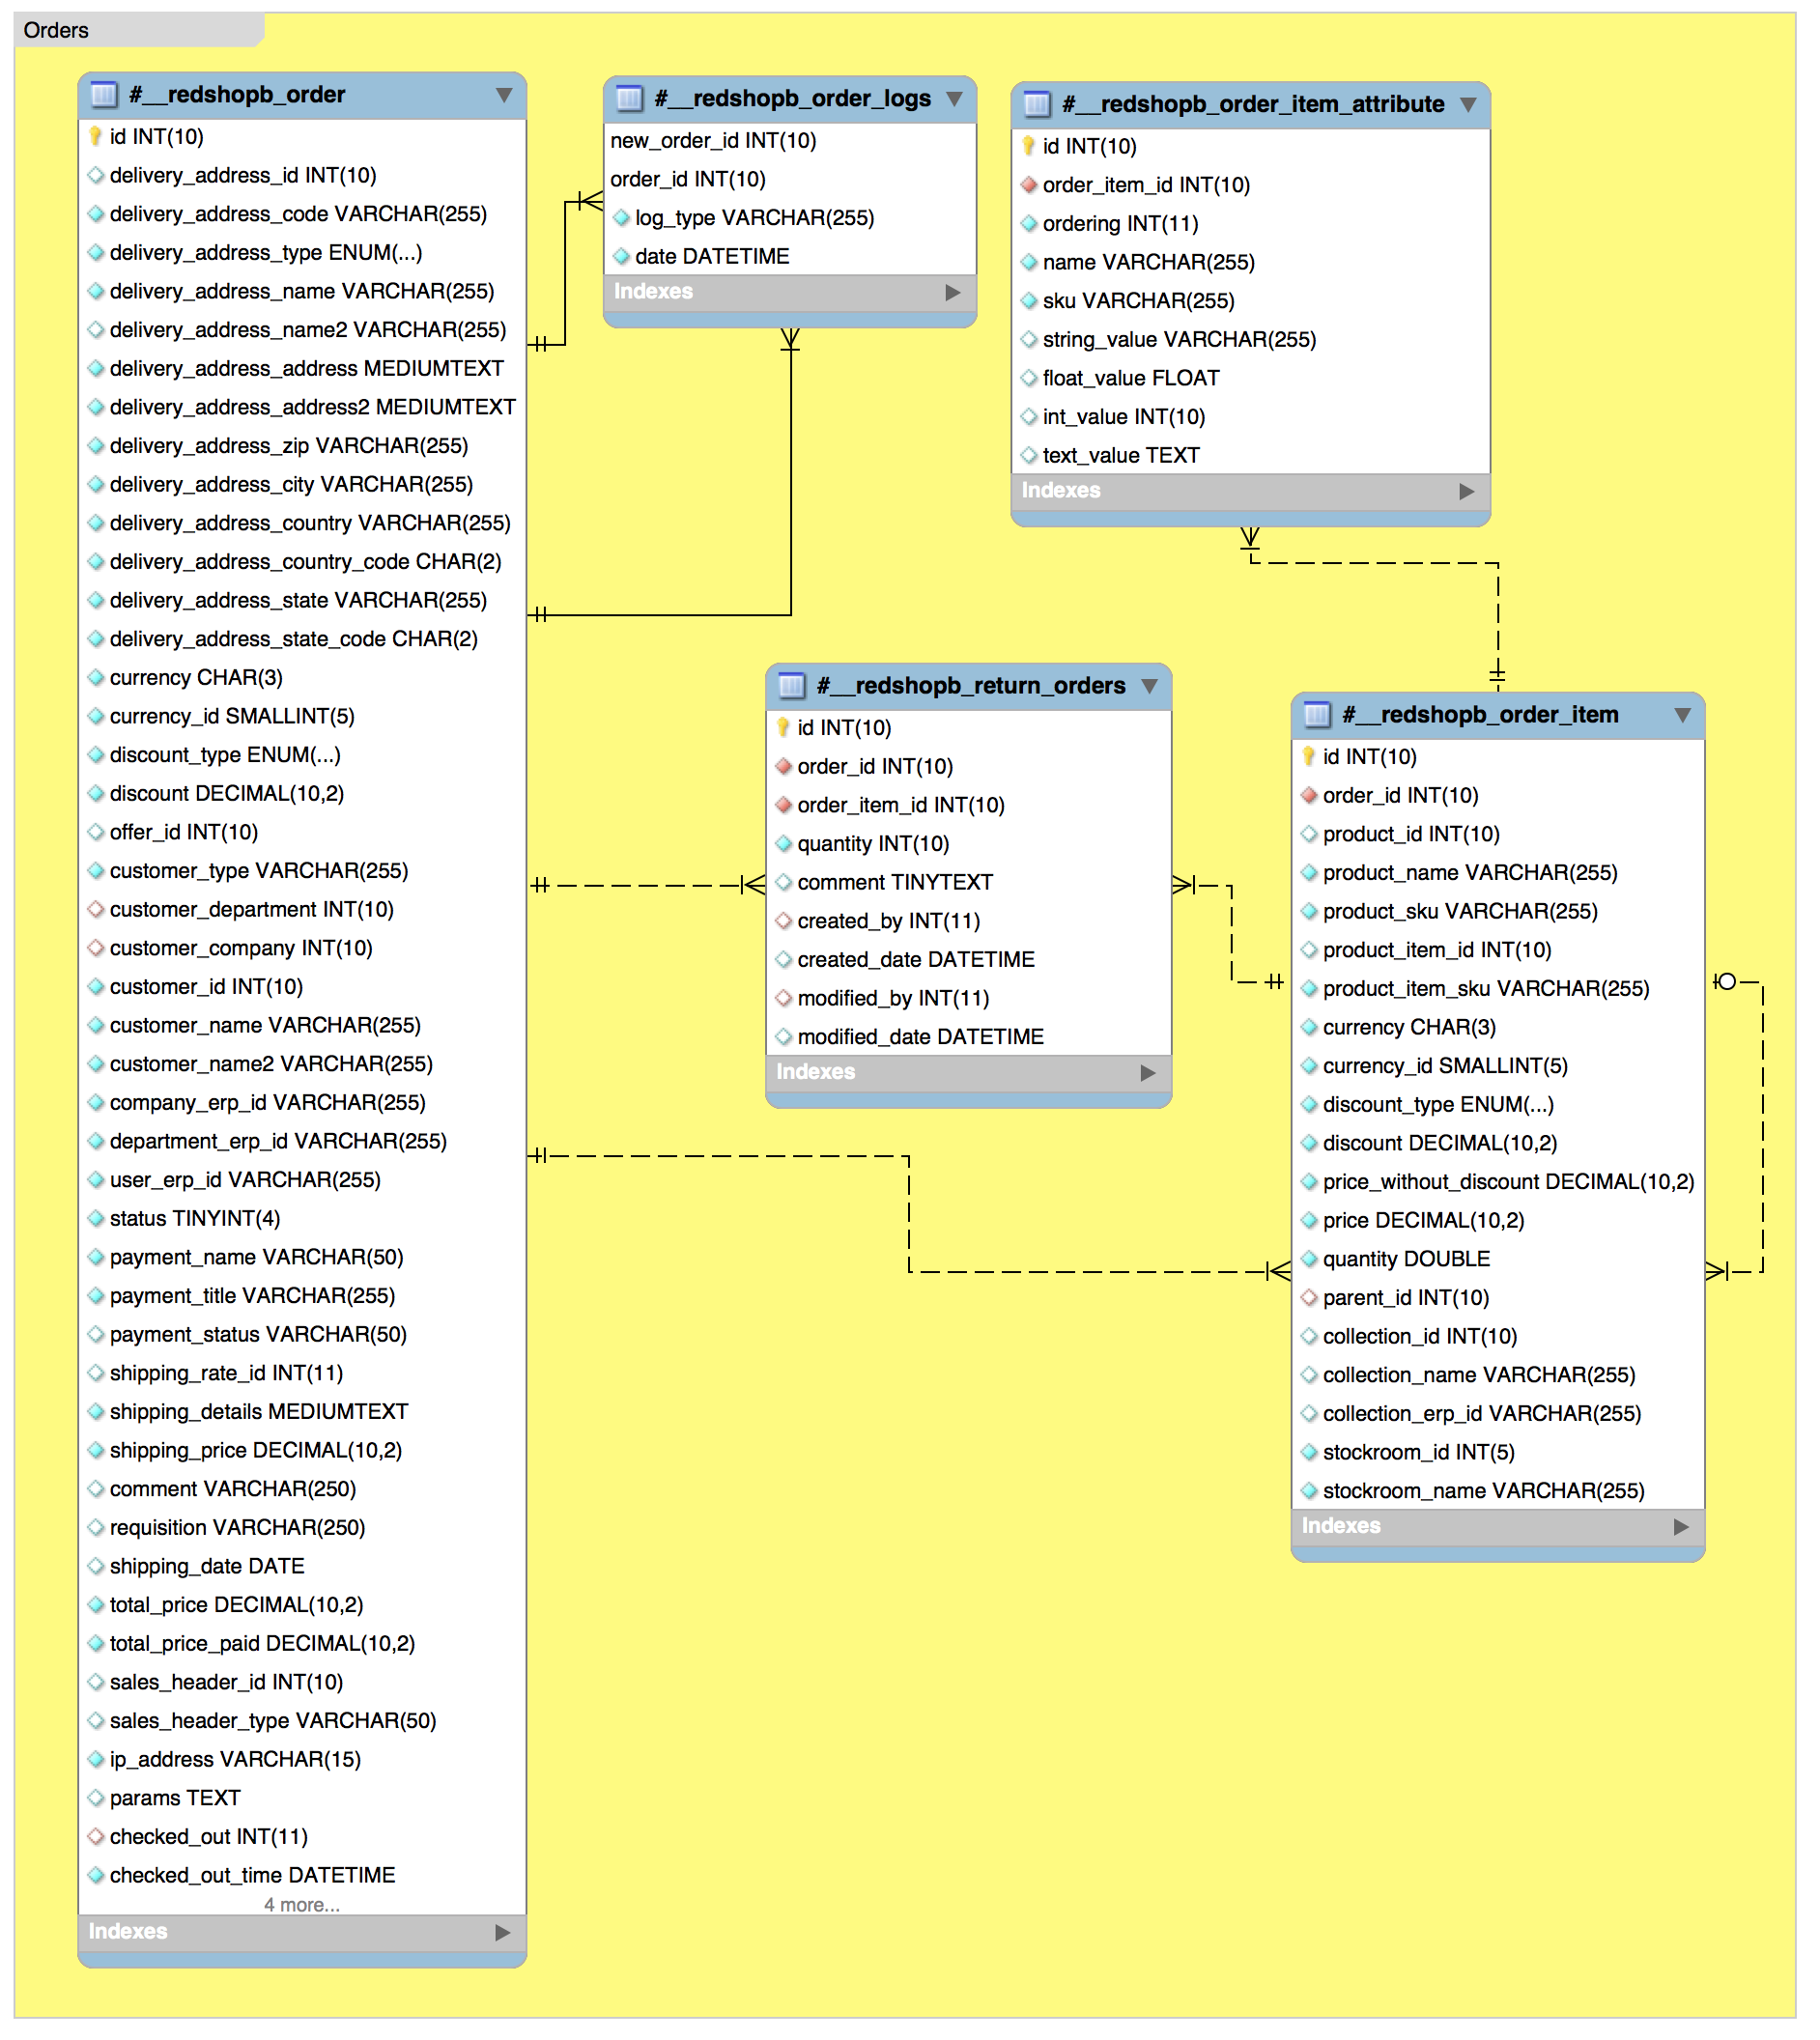 Orders
#__redshopb_order
id INT(10)
delivery_address_id INT(10)
delivery_address_code VARCHAR(255)
delivery_address_type ENUM(...)
delivery_address_name VARCHAR(255)
delivery_address_name2 VARCHAR(255)
delivery_address_address MEDIUMTEXT
delivery_address_address2 MEDIUMTEXT
delivery_address_zip VARCHAR(255)
delivery_address_city VARCHAR(255)
delivery_address_country VARCHAR(255)
delivery_address_country_code CHAR(2)
delivery_address_state VARCHAR(255)
delivery_address_state_code CHAR(2)
currency CHAR(3)
currency_id SMALLINT(5)
discount_type ENUM(...)
discount DECIMAL(10,2)
offer_id INT(10)
customer_type VARCHAR(255)
customer_department INT(10)
customer_company INT(10)
customer_id INT(10)
customer_name VARCHAR(255)
customer_name2 VARCHAR(255)
company_erp_id VARCHAR(255)
department_erp_id VARCHAR(255)
user_erp_id VARCHAR(255)
status TINYINT(4)
payment_name VARCHAR(50)
payment_title VARCHAR(255)
payment_status VARCHAR(50)
shipping_rate_id INT(11)
shipping_details MEDIUMTEXT
shipping_price DECIMAL(10,2)
comment VARCHAR(250)
requisition VARCHAR(250)
shipping_date DATE
total_price DECIMAL(10,2)
total_price_paid DECIMAL(10,2)
sales_header_id INT(10)
sales_header_type VARCHAR(50)
ip_address VARCHAR(15)
params TEXT
checked_out INT(11)
checked_out_time DATETIME
4 more...
Indexes
#__redshopb_order_logs
new_order_id INT(10)
order_id INT(10)
log_type VARCHAR(255)
date DATETIME
Indexes
#__redshopb_order_item_attribute
id INT(10)
order_item_id INT(10)
ordering INT(11)
name VARCHAR(255)
sku VARCHAR(255)
string_value VARCHAR(255)
float_value FLOAT
int_value INT(10)
text_value TEXT
Indexes
#__redshopb_return_orders
id INT(10)
order_id INT(10)
order_item_id INT(10)
quantity INT(10)
comment TINYTEXT
created_by INT(11)
created_date DATETIME
modified_by INT(11)
modified_date DATETIME
Indexes
#__redshopb_order_item
id INT(10)
order_id INT(10)
product_id INT(10)
product_name VARCHAR(255)
product_sku VARCHAR(255)
product_item_id INT(10)
product_item_sku VARCHAR(255)
currency CHAR(3)
currency_id SMALLINT(5)
discount_type ENUM(...)
discount DECIMAL(10,2)
price_without_discount DECIMAL(10,2)
price DECIMAL(10,2)
quantity DOUBLE
parent_id INT(10)
collection_id INT(10)
collection_name VARCHAR(255)
collection_erp_id VARCHAR(255)
stockroom_id INT(5)
stockroom_name VARCHAR(255)
Indexes